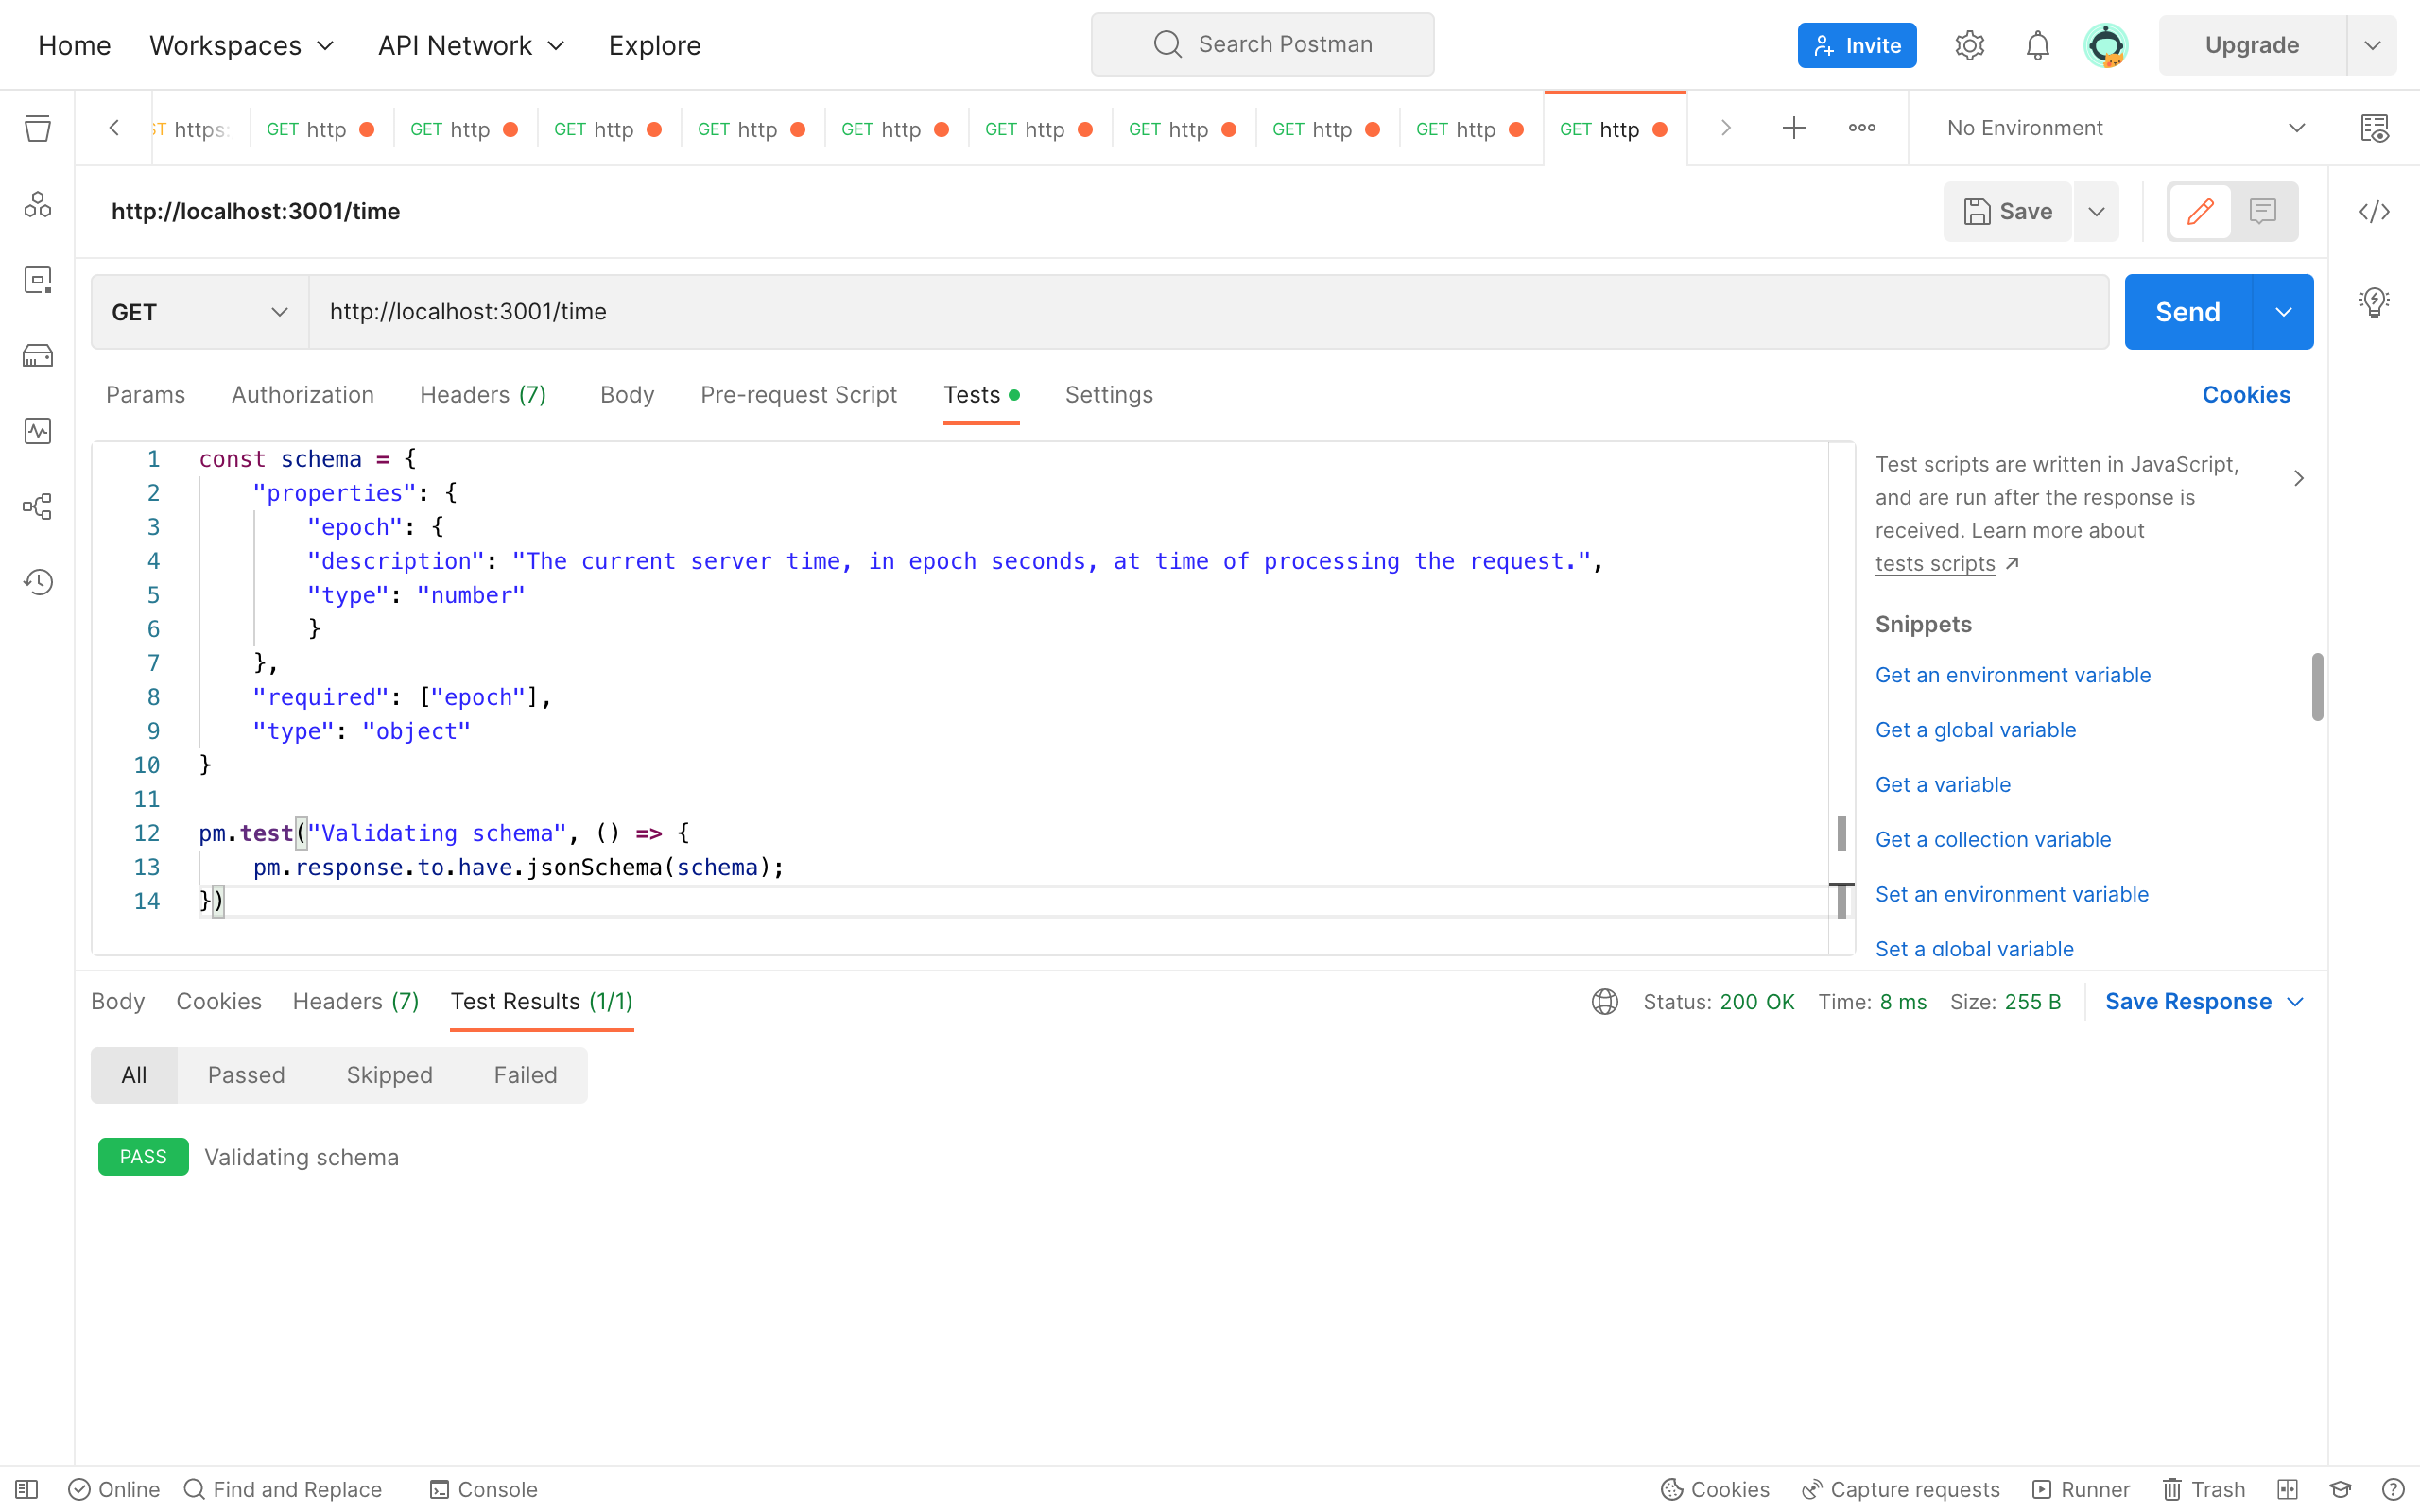 Home Workspaces API Network Explore Search Postman Invite Upgrade
ST https: GET http GET http GET http GET http GET http GET http GET http GET http GET http GET http No Environment
http://localhost:3001/time Save
GET http://localhost:3001/time Send
Params Authorization Headers (7) Body Pre-request Script Tests Settings Cookies
1 const schema = {
2 "properties": {
3 "epoch": {
4 "description": "The current server time, in epoch seconds, at time of processing the request.",
5 "type": "number"
6 }
7 },
8 "required": ["epoch"],
9 "type": "object"
10 }
11
12 pm.test("Validating schema", () => {
13 pm.response.to.have.jsonSchema(schema);
14 })
Test scripts are written in JavaScript,
and are run after the response is
received. Learn more about
tests scripts
Snippets
Get an environment variable
Get a global variable
Get a variable
Get a collection variable
Set an environment variable
Set a global variable
Body Cookies Headers (7) Test Results (1/1) Status: 200 OK Time: 8 ms Size: 255 B Save Response
All Passed Skipped Failed
PASS Validating schema
Online Find and Replace Console Cookies Capture requests Runner Trash